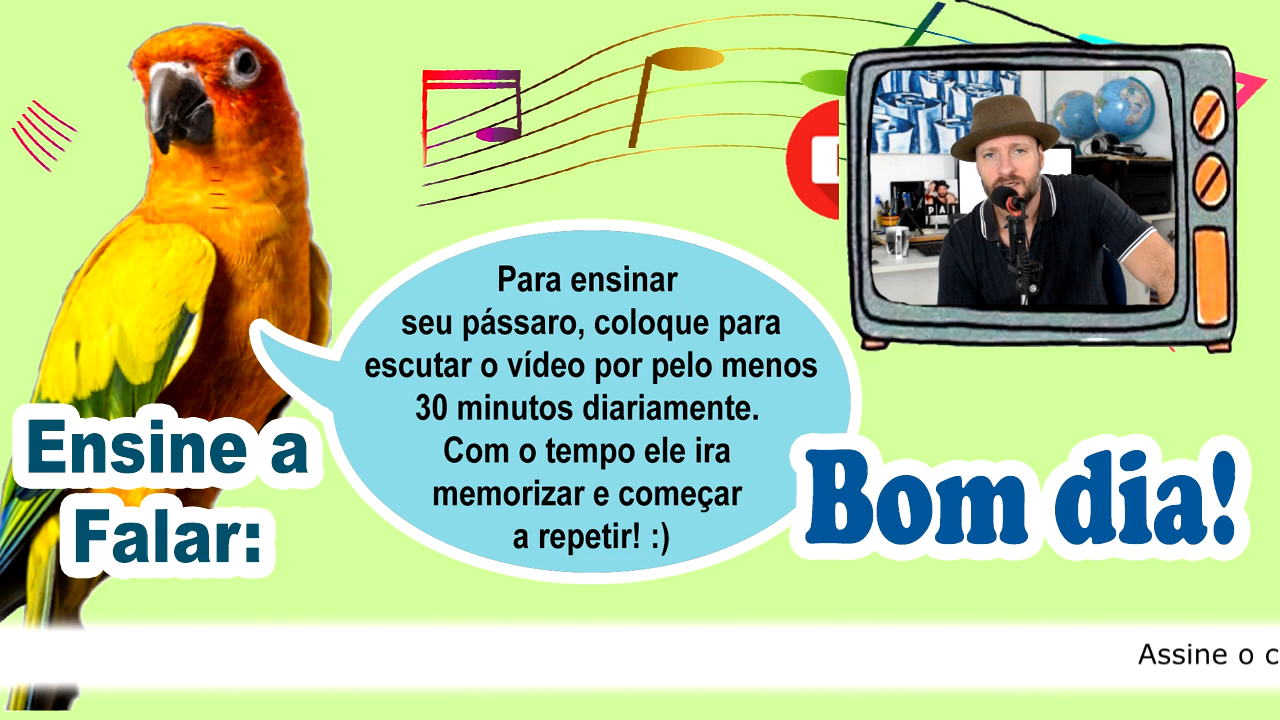 Para ensinar
seu pássaro, coloque para
escutar o vídeo por pelo menos
30 minutos diariamente.
Com o tempo ele ira
memorizar e começar
a repetir! :)
Ensine a
Falar:
Bom dia!
Assine o c
PAI